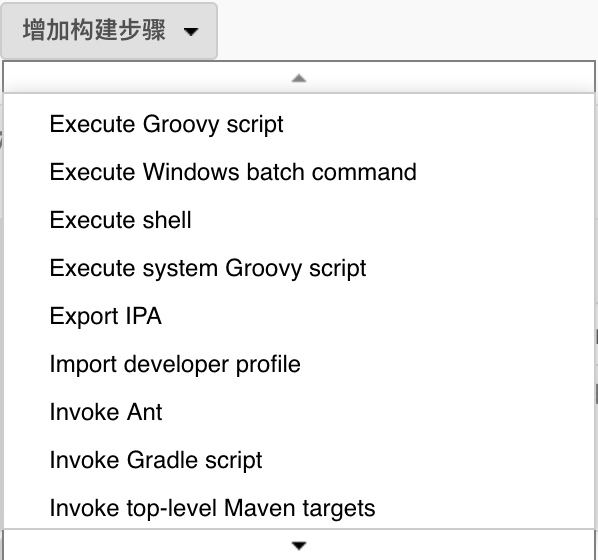 增加构建步骤
Execute Groovy script
Execute Windows batch command
Execute shell
Execute system Groovy script
Export IPA
Import developer profile
Invoke Ant
Invoke Gradle script
Invoke top-level Maven targets